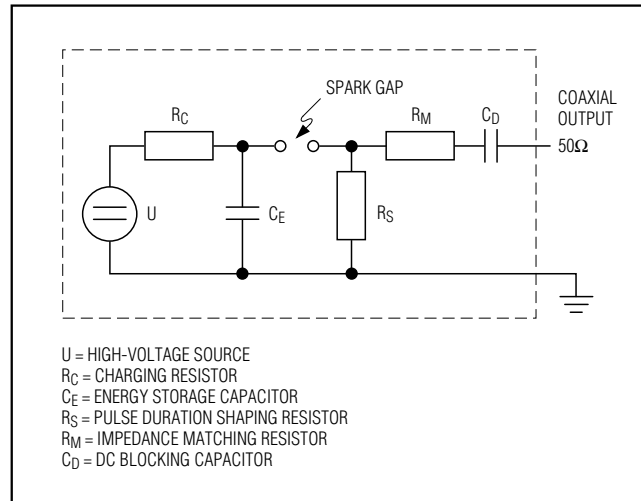 SPARK GAP
COAXIAL
OUTPUT
50Ω
RC
RM
CD
U
CE
RS
U = HIGH-VOLTAGE SOURCE
RC = CHARGING RESISTOR
CE = ENERGY STORAGE CAPACITOR
RS = PULSE DURATION SHAPING RESISTOR
RM = IMPEDANCE MATCHING RESISTOR
CD = DC BLOCKING CAPACITOR